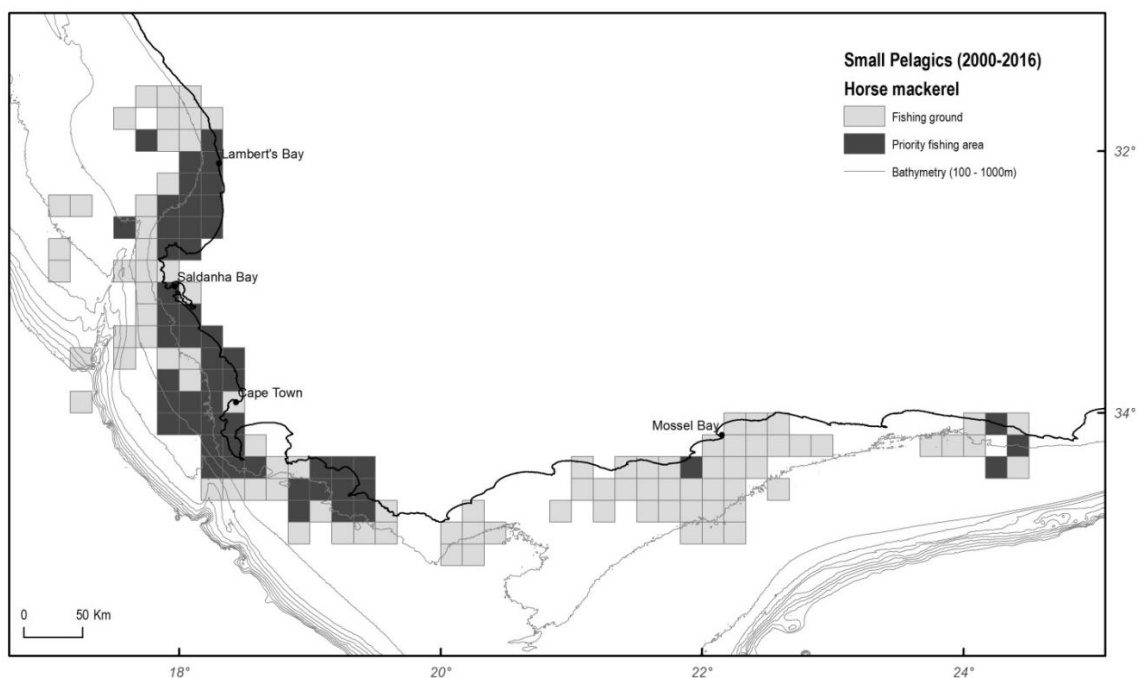 Small Pelagics (2000-2016)
Horse mackerel
Fishing ground
Priority fishing area
Bathymetry (100 - 1000m)
32°
Lambert's Bay
Saldanha Bay
Cape Town
Mossel Bay
34°
0 50 Km
18° 20° 22° 24°